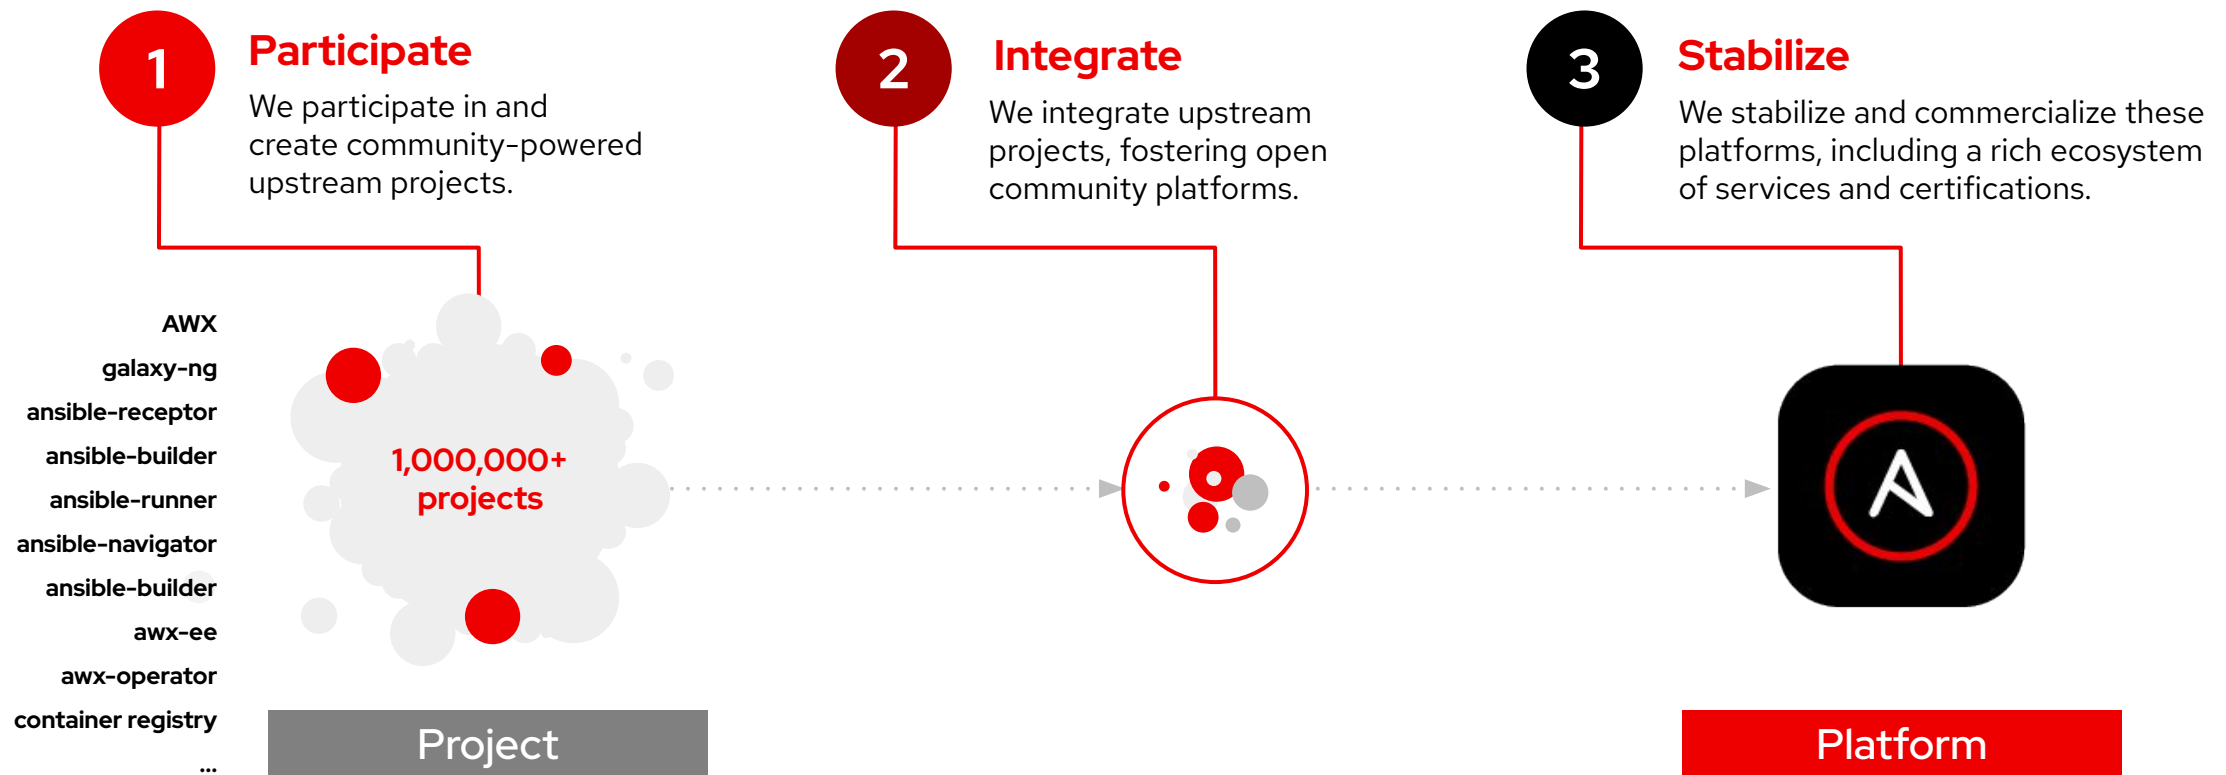 1
Participate
We participate in and
create community-powered
upstream projects.
2
Integrate
We integrate upstream
projects, fostering open
community platforms.
3
Stabilize
We stabilize and commercialize these
platforms, including a rich ecosystem
of services and certifications.
AWX
galaxy-ng
ansible-receptor
ansible-builder
ansible-runner
ansible-navigator
ansible-builder
awx-ee
awx-operator
container registry
...
1,000,000+
projects
Project
Platform